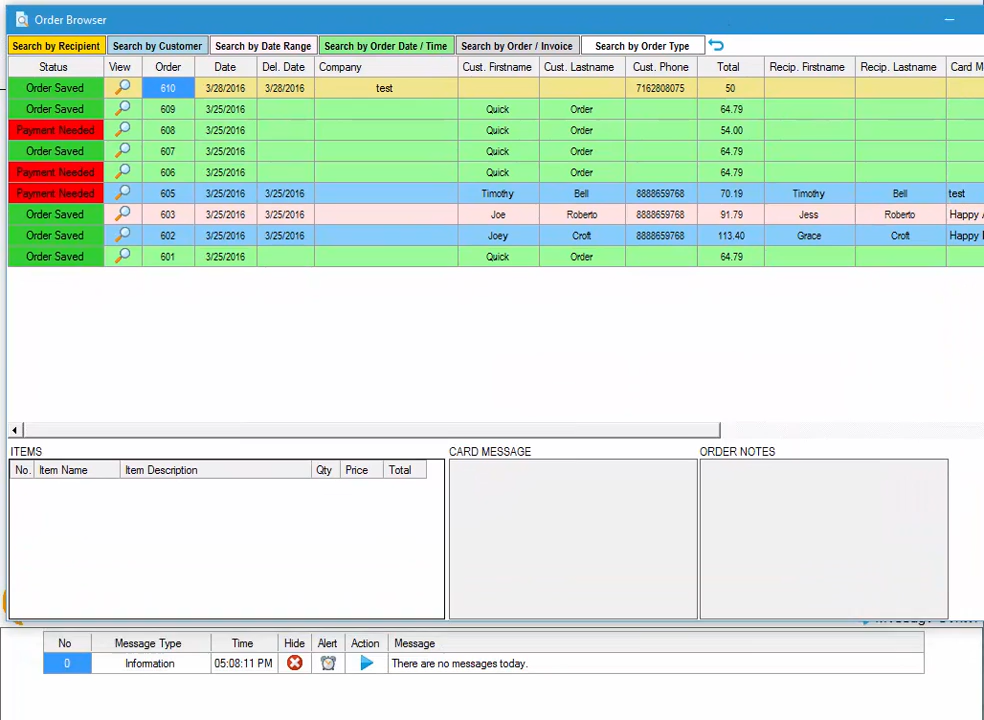 Order Browser
Search by Recipient Search by Customer Search by Date Range Search by Order Date / Time Search by Order / Invoice Search by Order Type
Status View Order Date Del. Date Company Cust. Firstname Cust. Lastname Cust. Phone Total Recip. Firstname Recip. Lastname Card M
Order Saved 610 3/28/2016 3/28/2016 test 7162808075 50
Order Saved 609 3/25/2016 Quick Order 64.79
Payment Needed 608 3/25/2016 Quick Order 54.00
Order Saved 607 3/25/2016 Quick Order 64.79
Payment Needed 606 3/25/2016 Quick Order 64.79
Payment Needed 605 3/25/2016 3/25/2016 Timothy Bell 8888659768 70.19 Timothy Bell test
Order Saved 603 3/25/2016 3/25/2016 Joe Roberto 8888659768 91.79 Jess Roberto Happy
Order Saved 602 3/25/2016 3/25/2016 Joey Croft 8888659768 113.40 Grace Croft Happy
Order Saved 601 3/25/2016 Quick Order 64.79
ITEMS CARD MESSAGE ORDER NOTES
No. Item Name Item Description Qty Price Total
No Message Type Time Hide Alert Action Message
0 Information 05:08:11 PM There are no messages today.